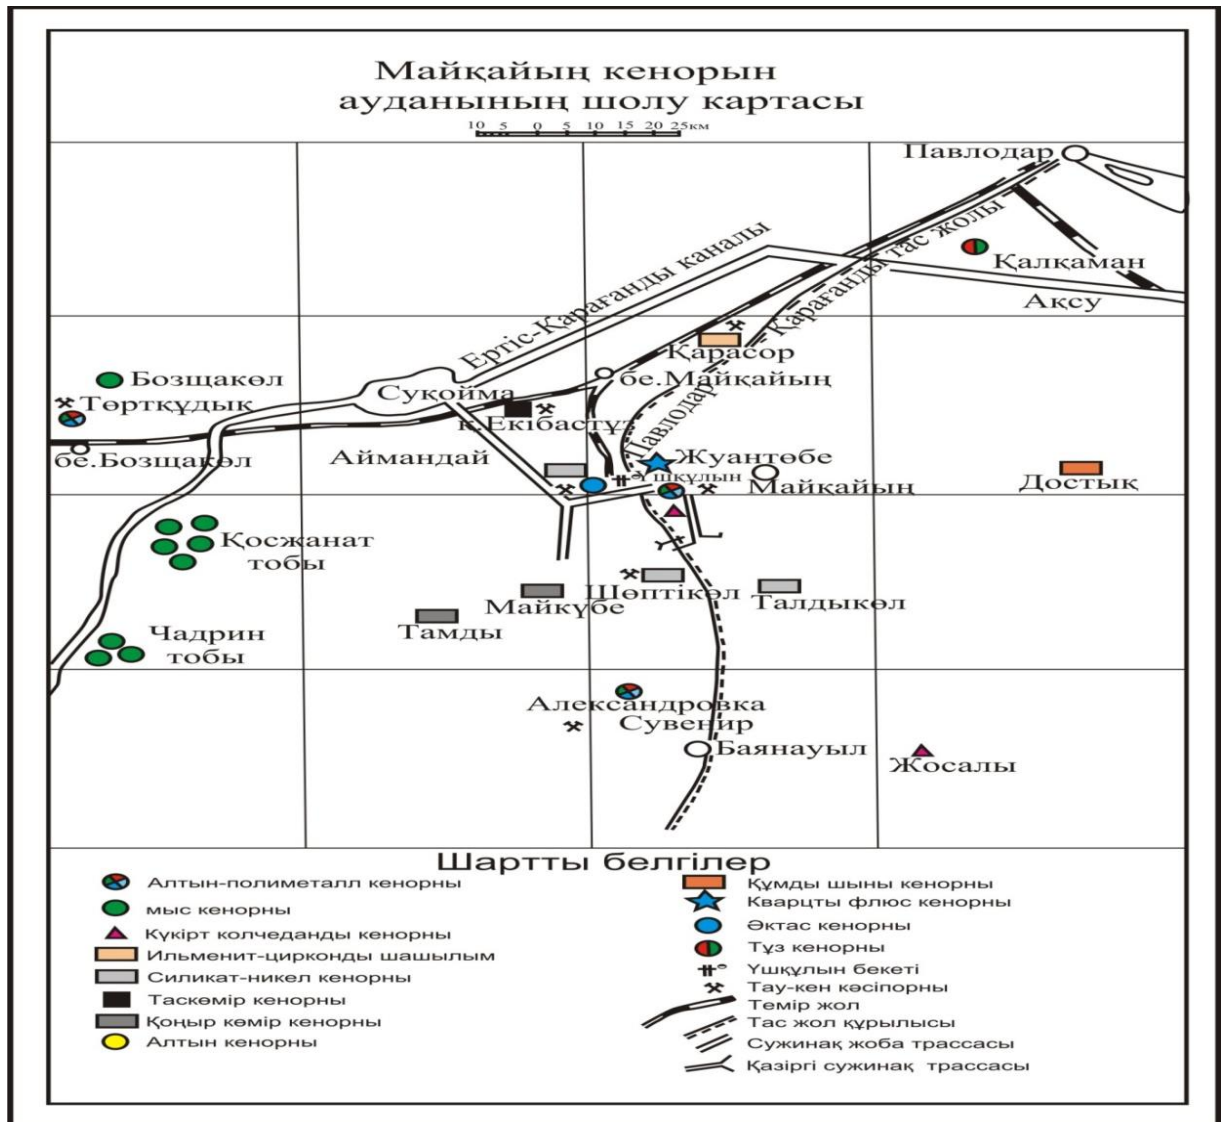 Майқайың кенорын
ауданының шолу картасы
10 5 0 5 10 15 20 25км
Павлодар
Қалқаман
Ақсу
Ертіс-Қарағанды каналы
Павлодар Қарағанды тас жолы
Қарасор
бе.Майқайың
Бозщакөл
Төртқұдық
Суқойма
к.Екібастұз
бе.Бозщакөл
Аймандай
Жуантөбе
Үшқұлын
Майқайың
Достық
Қосжанат
тобы
Шөптікөл
Майкүбе
Талдыкөл
Тамды
Чадрин
тобы
Александровка
Сувенир
Баянауыл
Жосалы
Шартты белгілер
Алтын-полиметалл кенорны
мыс кенорны
Күкірт колчеданды кенорны
Ильменит-цирконды шашылым
Силикат-никел кенорны
Таскөмір кенорны
Қоңыр көмір кенорны
Алтын кенорны
Құмды шыны кенорны
Кварцты флюс кенорны
Әктас кенорны
Тұз кенорны
Үшқұлын бекеті
Тау-кен кәсіпорны
Темір жол
Тас жол құрылысы
Сужинақ жоба трассасы
Қазіргі сужинақ трассасы